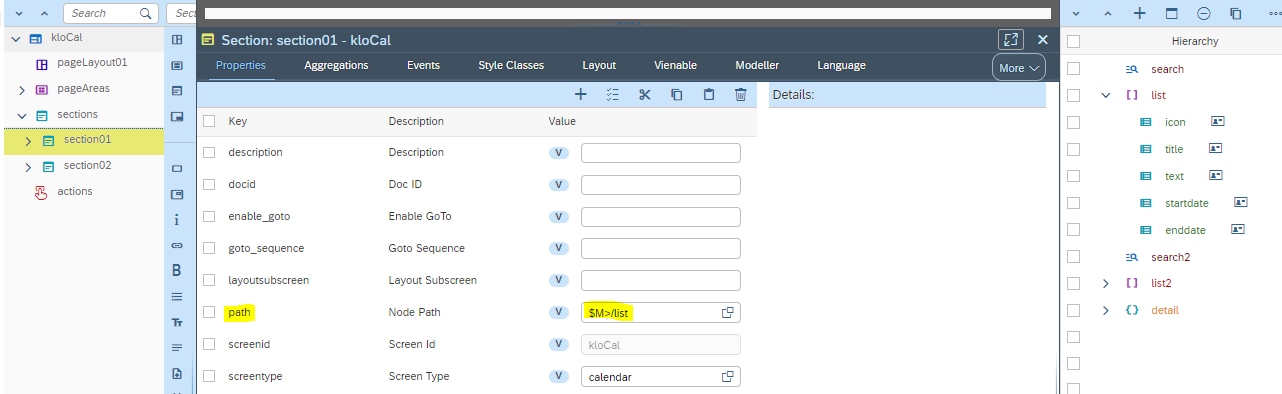 Search
Sect
kloCal
pageLayout01
pageAreas
sections
section01
section02
actions
Section: section01 - kloCal
Properties
Aggregations
Events
Style Classes
Layout
Vienable
Modeller
Language
More
Details:
Key Description Value
description Description V
docid Doc ID V
enable_goto Enable GoTo V
goto_sequence Goto Sequence V
layoutsubscreen Layout Subscreen V
path Node Path V $M>/list
screenid Screen Id V kloCal
screentype Screen Type V calendar
Hierarchy
search
list
icon
title
text
startdate
enddate
search2
list2
detail